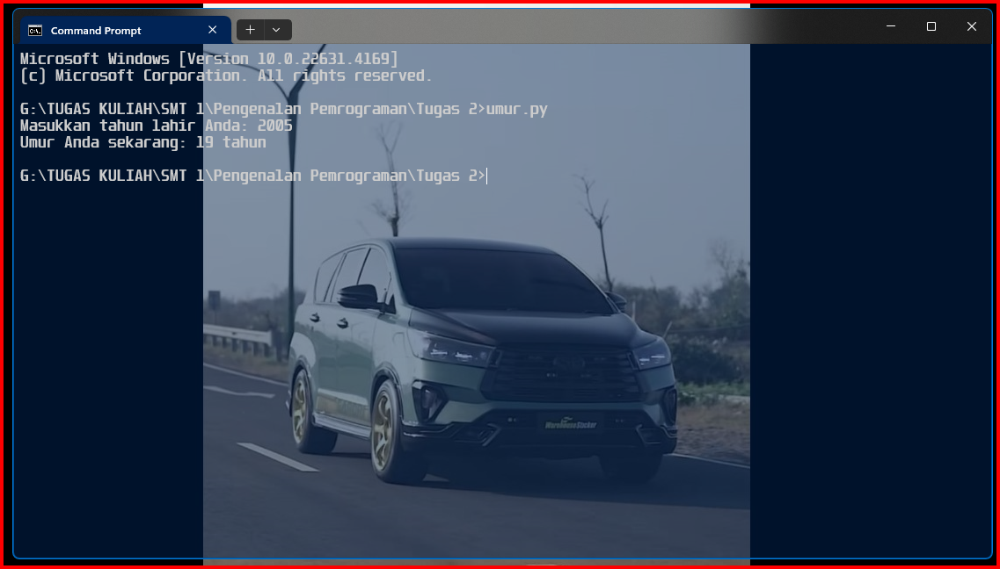 Command Prompt
Microsoft Windows [Version 10.0.22631.4169]
(c) Microsoft Corporation. All rights reserved.
G:\TUGAS KULIAH\SMT 1\Pengenalan Pemrograman\Tugas 2>umur.py
Masukkan tahun lahir Anda: 2005
Umur Anda sekarang: 19 tahun
G:\TUGAS KULIAH\SMT 1\Pengenalan Pemrograman\Tugas 2>
WarehouseSticker